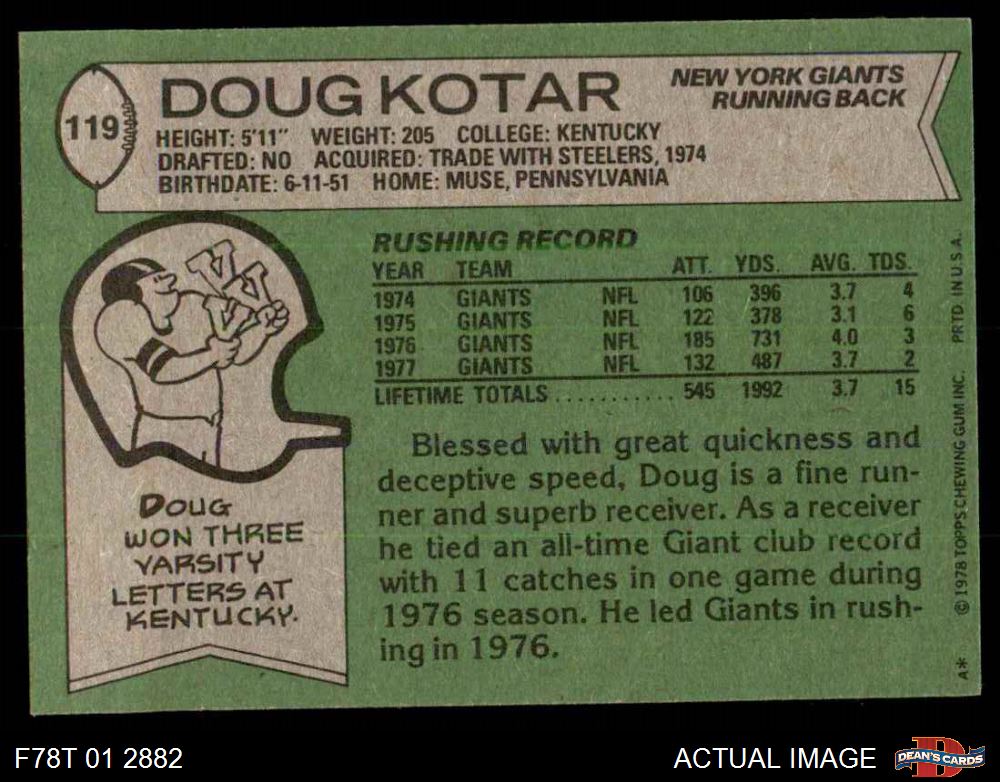 119
DOUG KOTAR
NEW YORK GIANTS
RUNNING BACK
HEIGHT: 5'11" WEIGHT: 205 COLLEGE: KENTUCKY
DRAFTED: NO ACQUIRED: TRADE WITH STEELERS, 1974
BIRTHDATE: 6-11-51 HOME: MUSE, PENNSYLVANIA
RUSHING RECORD
YEAR TEAM ATT. YDS. AVG. TDS.
1974 GIANTS NFL 106 396 3.7 4
1975 GIANTS NFL 122 378 3.1 6
1976 GIANTS NFL 185 731 4.0 3
1977 GIANTS NFL 132 487 3.7 2
LIFETIME TOTALS . . . . . . . . . . . 545 1992 3.7 15
Blessed with great quickness and
deceptive speed, Doug is a fine run-
ner and superb receiver. As a receiver
he tied an all-time Giant club record
with 11 catches in one game during
1976 season. He led Giants in rush-
ing in 1976.
DOUG
WON THREE
VARSITY
LETTERS AT
KENTUCKY.
A* © 1978 TOPPS CHEWING GUM INC. PRTD IN U.S.A.
F78T 01 2882
ACTUAL IMAGE
D
DEAN'S CARDS